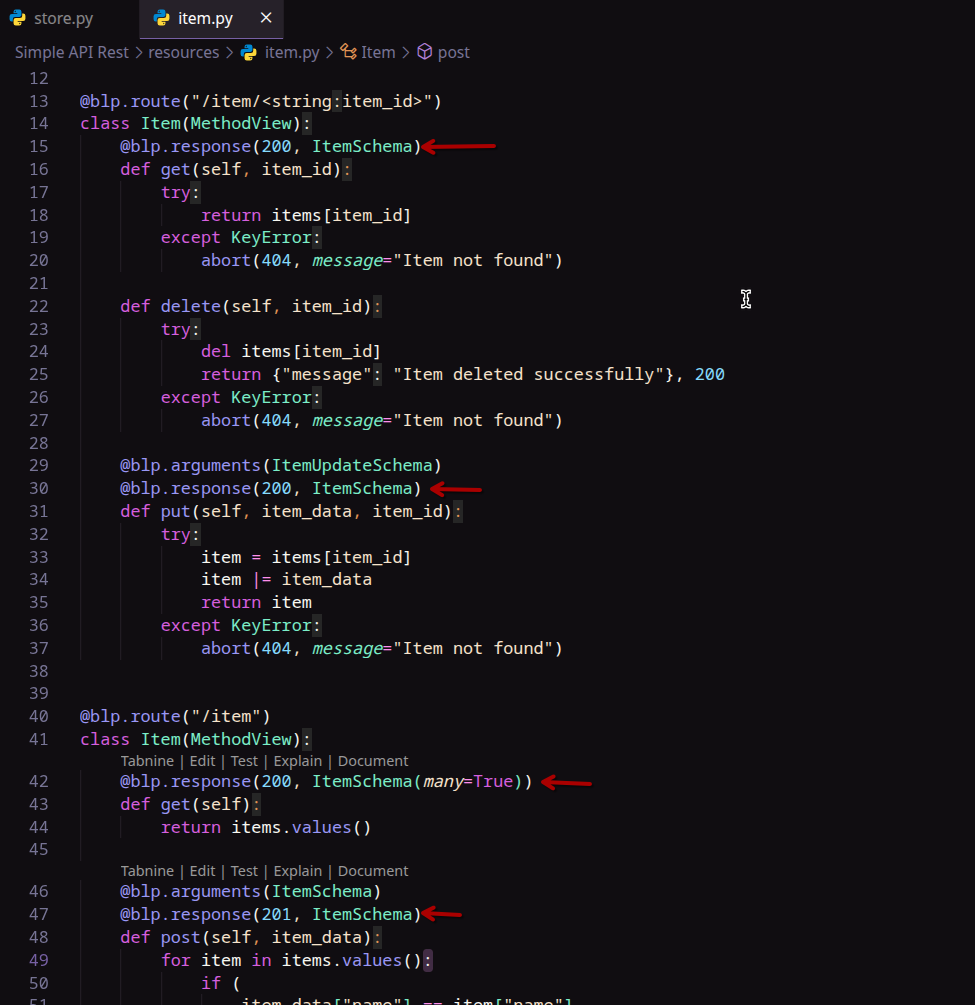 store.py item.py ×
Simple API Rest > resources > item.py > Item > post
12
13 @blp.route("/item/<string:item_id>")
14 class Item(MethodView):
15     @blp.response(200, ItemSchema)
16     def get(self, item_id):
17         try:
18             return items[item_id]
19         except KeyError:
20             abort(404, message="Item not found")
21
22     def delete(self, item_id):
23         try:
24             del items[item_id]
25             return {"message": "Item deleted successfully"}, 200
26         except KeyError:
27             abort(404, message="Item not found")
28
29     @blp.arguments(ItemUpdateSchema)
30     @blp.response(200, ItemSchema)
31     def put(self, item_data, item_id):
32         try:
33             item = items[item_id]
34             item |= item_data
35             return item
36         except KeyError:
37             abort(404, message="Item not found")
38
39
40 @blp.route("/item")
41 class Item(MethodView):
Tabnine | Edit | Test | Explain | Document
42     @blp.response(200, ItemSchema(many=True))
43     def get(self):
44         return items.values()
45
Tabnine | Edit | Test | Explain | Document
46     @blp.arguments(ItemSchema)
47     @blp.response(201, ItemSchema)
48     def post(self, item_data):
49         for item in items.values():
50             if (
51                 item_data["name"] == item["name"]